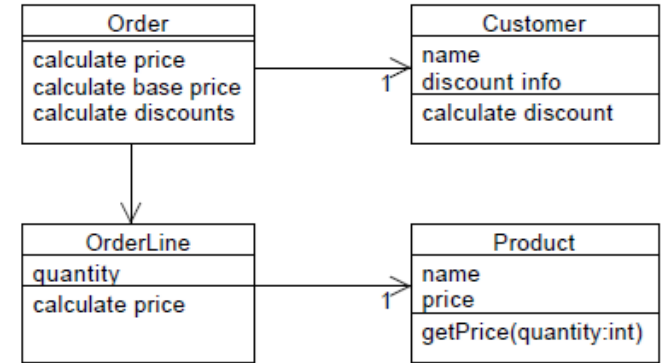 Order
calculate price
calculate base price
calculate discounts
Customer
name
discount info
calculate discount
1
OrderLine
quantity
calculate price
Product
name
price
getPrice(quantity:int)
1